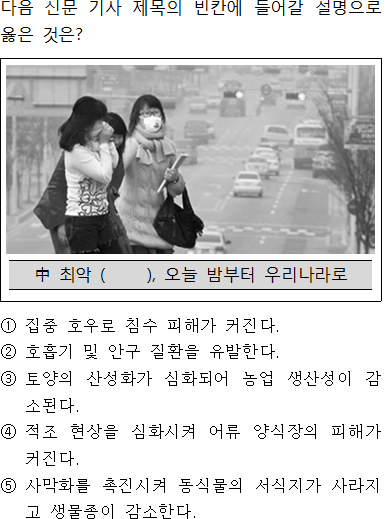 다음 신문 기사 제목의 빈칸에 들어갈 설명으로
옳은 것은?
中 최악 (    ), 오늘 밤부터 우리나라로
① 집중 호우로 침수 피해가 커진다.
② 호흡기 및 안구 질환을 유발한다.
③ 토양의 산성화가 심화되어 농업 생산성이 감
소된다.
④ 적조 현상을 심화시켜 어류 양식장의 피해가
커진다.
⑤ 사막화를 촉진시켜 동식물의 서식지가 사라지
고 생물종이 감소한다.